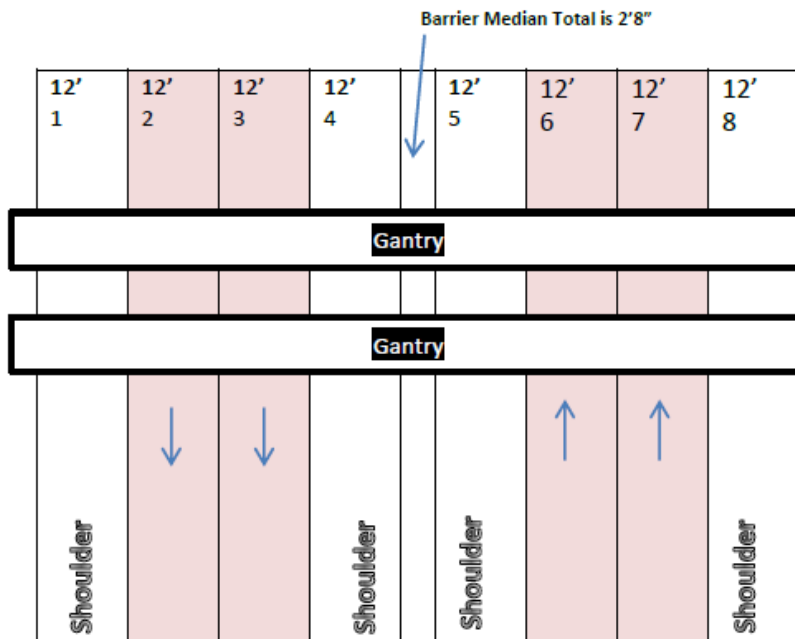 Barrier Median Total is 2’8”
12’ 12’ 12’ 12’ 12’ 12’ 12’ 12’
1 2 3 4 5 6 7 8
Gantry
Gantry
Shoulder Shoulder Shoulder Shoulder